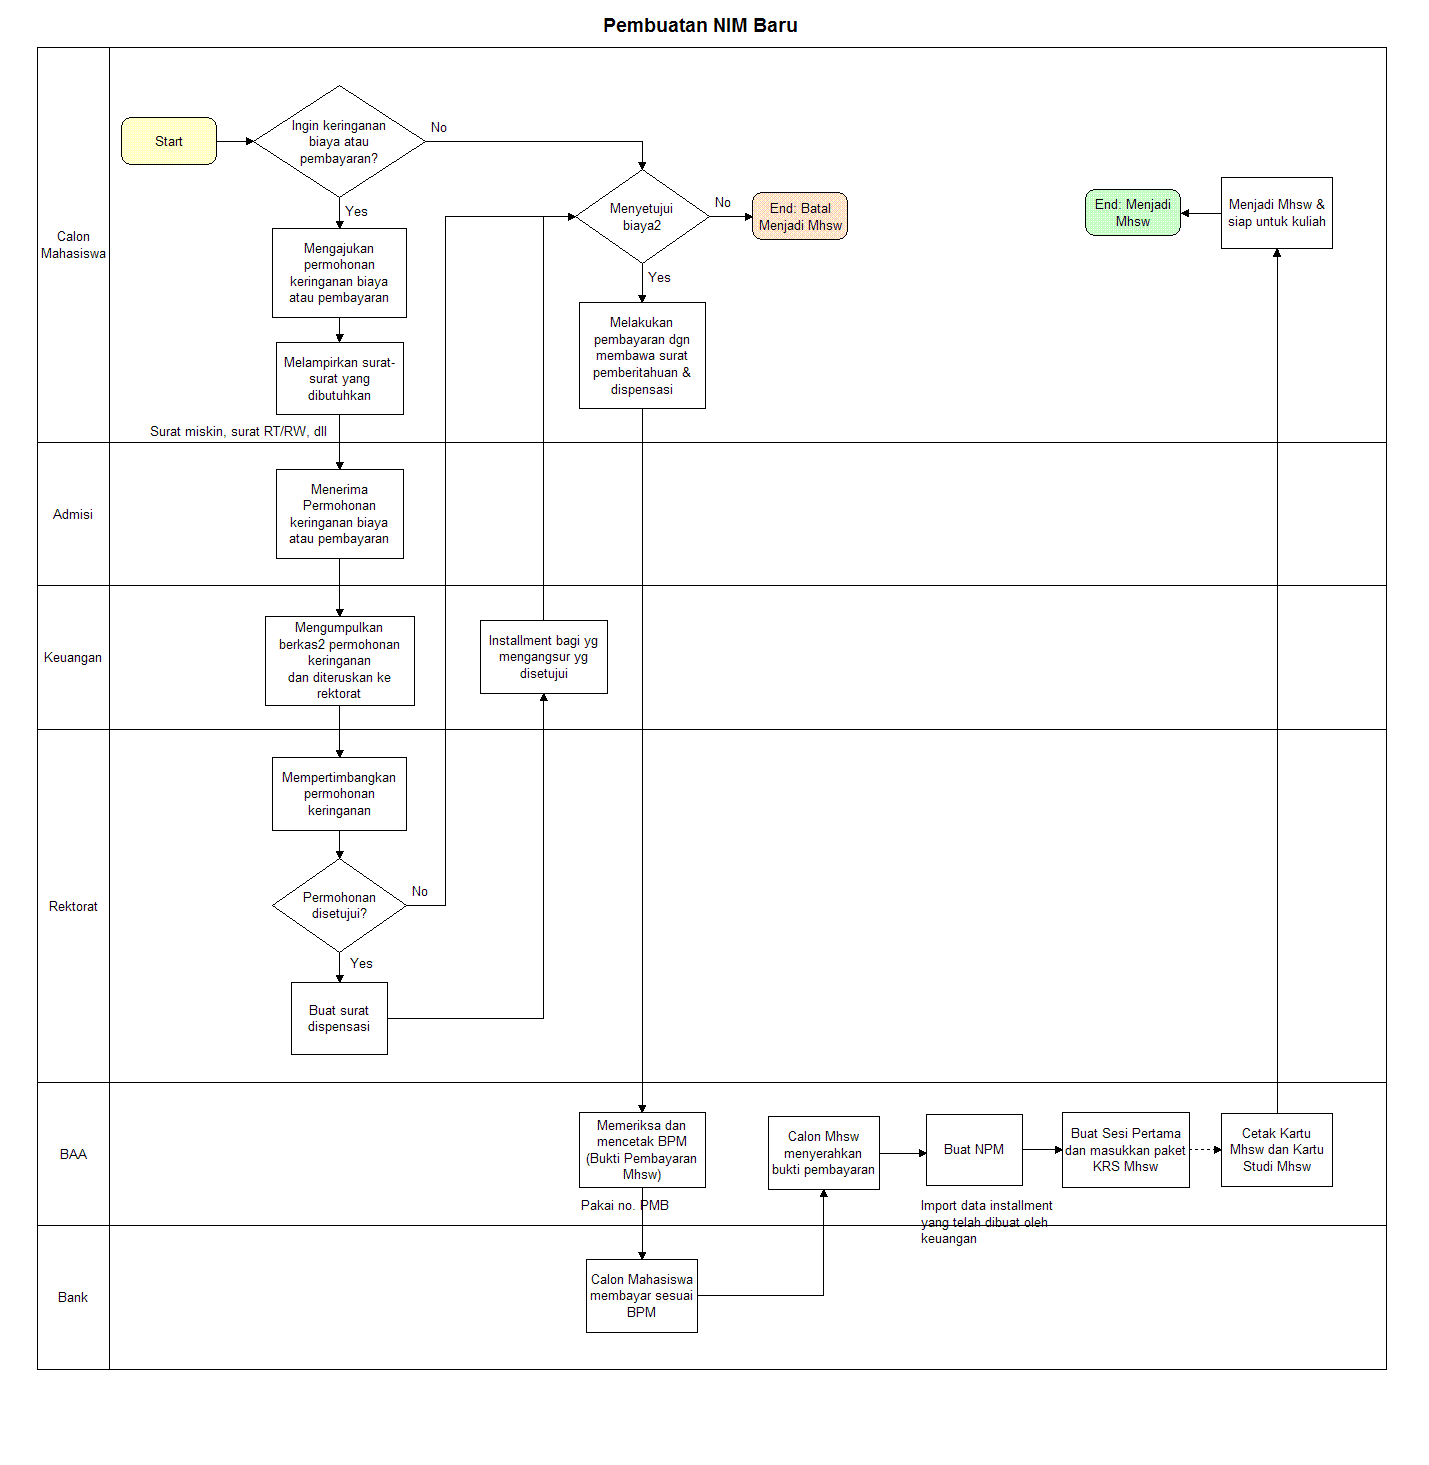 Pembuatan NIM Baru
Calon
Mahasiswa
Start
Ingin keringanan
biaya atau
pembayaran?
No
Yes
Mengajukan
permohonan
keringanan biaya
atau pembayaran
Melampirkan surat-
surat yang
dibutuhkan
Surat miskin, surat RT/RW, dll
Menyetujui
biaya2
No
End: Batal
Menjadi Mhsw
Yes
Melakukan
pembayaran dgn
membawa surat
pemberitahuan &
dispensasi
End: Menjadi
Mhsw
Menjadi Mhsw &
siap untuk kuliah
Admisi
Menerima
Permohonan
keringanan biaya
atau pembayaran
Keuangan
Mengumpulkan
berkas2 permohonan
keringanan
dan diteruskan ke
rektorat
Installment bagi yg
mengangsur yg
disetujui
Rektorat
Mempertimbangkan
permohonan
keringanan
Permohonan
disetujui?
No
Yes
Buat surat
dispensasi
BAA
Memeriksa dan
mencetak BPM
(Bukti Pembayaran
Mhsw)
Pakai no. PMB
Calon Mhsw
menyerahkan
bukti pembayaran
Buat NPM
Import data installment
yang telah dibuat oleh
keuangan
Buat Sesi Pertama
dan masukkan paket
KRS Mhsw
Cetak Kartu
Mhsw dan Kartu
Studi Mhsw
Bank
Calon Mahasiswa
membayar sesuai
BPM